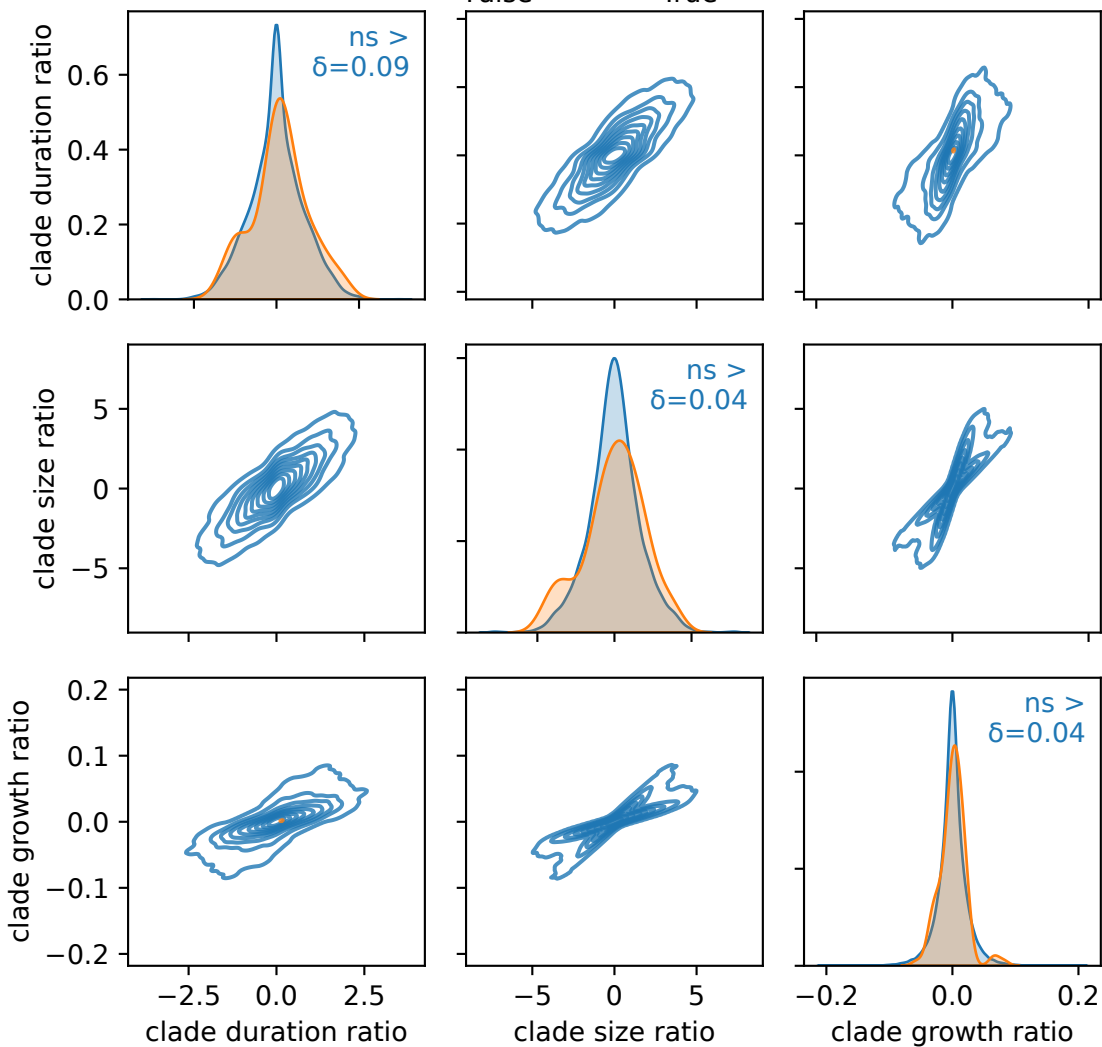 clade duration ratio
0.6
0.4
0.2
0.0
ns >
δ=0.09
clade size ratio
5
0
−5
ns >
δ=0.04
clade growth ratio
0.2
0.1
0.0
−0.1
−0.2
ns >
δ=0.04
−2.5 0.0 2.5
−5 0 5
−0.2 0.0 0.2
clade duration ratio
clade size ratio
clade growth ratio